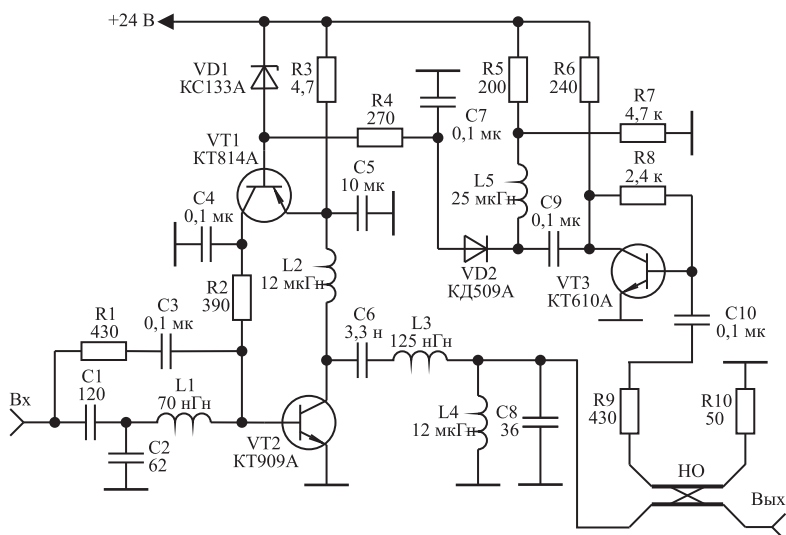 +24 В
VD1
КС133А
R3
4,7
R5
200
R6
240
R4
270
C7
0,1 мк
R7
4,7 к
VT1
КТ814А
R8
2,4 к
C5
10 мк
L5
25 мкГн
C4
0,1 мк
C9
0,1 мк
L2
12 мкГн
R2
390
VD2
КД509А
VT3
КТ610А
R1
430
C3
0,1 мк
C6
3,3 н
L3
125 нГн
C10
0,1 мк
Вх
C1
120
L1
70 нГн
R9
430
R10
50
L4
12 мкГн
C8
36
C2
62
VT2
КТ909А
НО
Вых